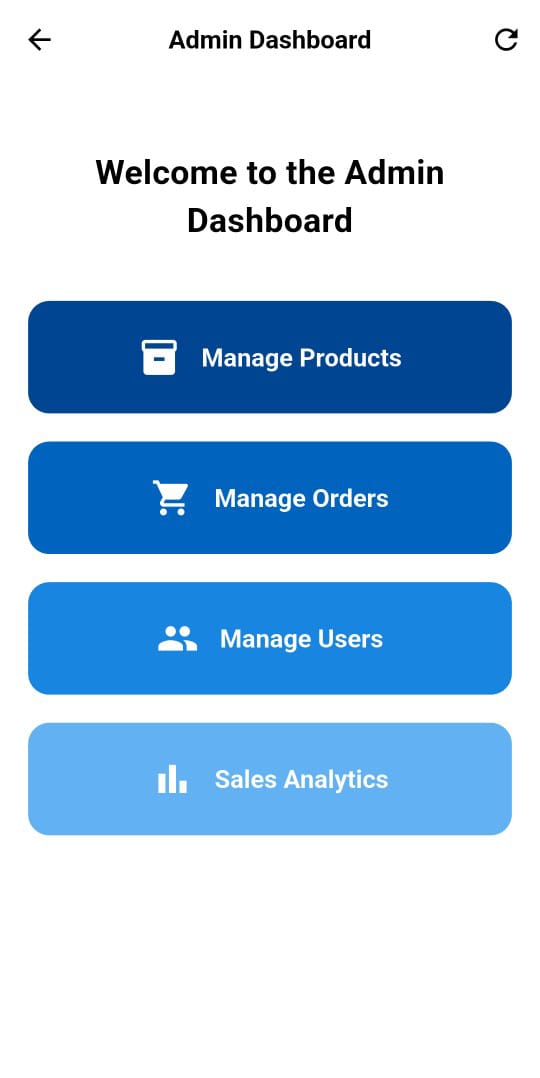 Admin Dashboard
Welcome to the Admin
Dashboard
Manage Products
Manage Orders
Manage Users
Sales Analytics